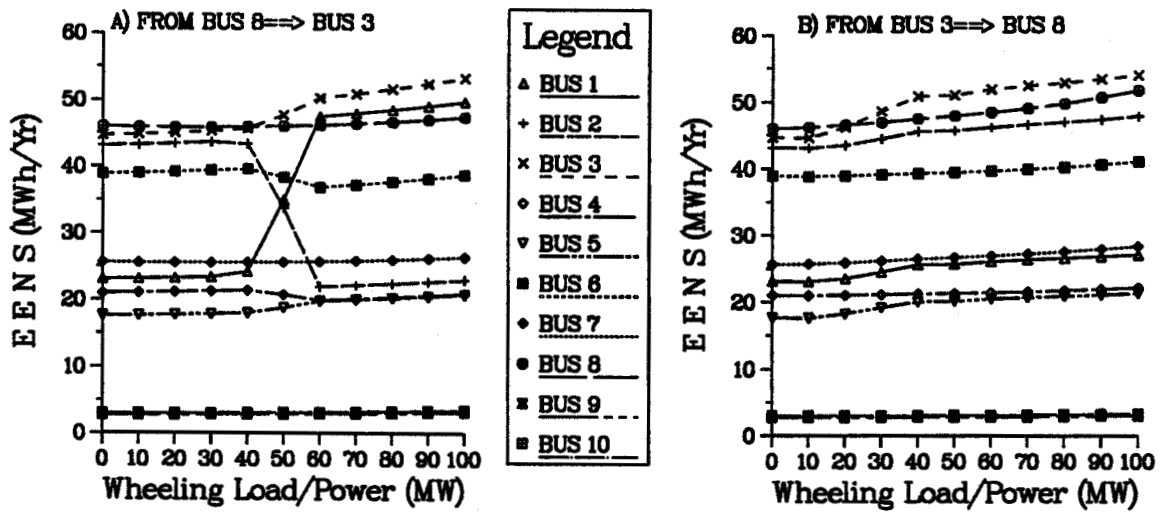 A) FROM BUS 8==> BUS 3
60
50
40
30
20
10
0
E E N S (MWh/Yr)
0 10 20 30 40 50 60 70 80 90 100
Wheeling Load/Power (MW)
Legend
BUS 1
BUS 2
BUS 3
BUS 4
BUS 5
BUS 6
BUS 7
BUS 8
BUS 9
BUS 10
B) FROM BUS 3==> BUS 8
60
50
40
30
20
10
0
E E N S (MWh/Yr)
0 10 20 30 40 50 60 70 80 90 100
Wheeling Load/Power (MW)